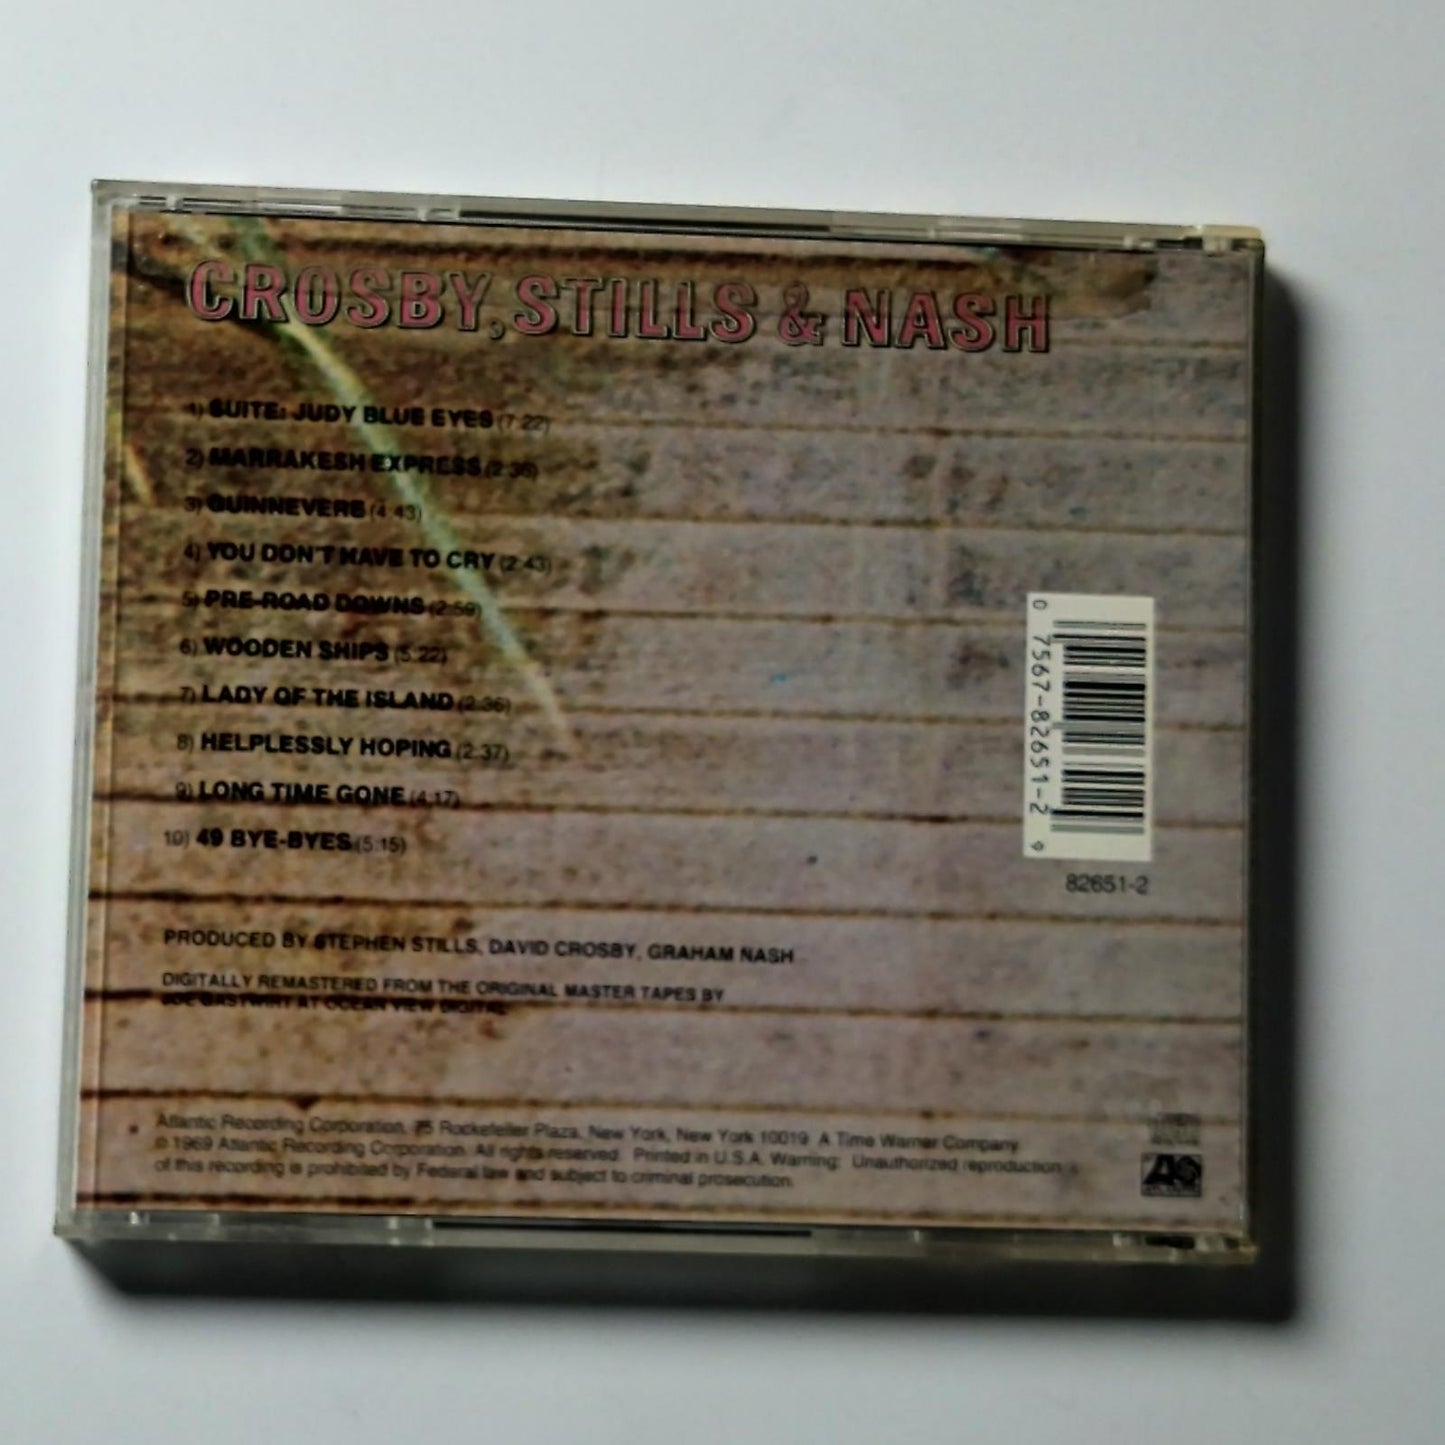 CROSBY, STILLS & NASH
1) SUITE: JUDY BLUE EYES (7:22)
2) MARRAKESH EXPRESS (2:36)
3) GUINNEVERE (4:43)
4) YOU DON'T HAVE TO CRY (2:43)
5) PRE-ROAD DOWNS (2:59)
6) WOODEN SHIPS (5:22)
7) LADY OF THE ISLAND (2:36)
8) HELPLESSLY HOPING (2:37)
9) LONG TIME GONE (4:17)
10) 49 BYE-BYES (5:15)
0 7567-82651-2 9
82651-2
PRODUCED BY STEPHEN STILLS, DAVID CROSBY, GRAHAM NASH
DIGITALLY REMASTERED FROM THE ORIGINAL MASTER TAPES BY
JOE GASTWIRT AT OCEAN VIEW DIGITAL
Atlantic Recording Corporation, 75 Rockefeller Plaza, New York, New York 10019 A Time Warner Company
© 1969 Atlantic Recording Corporation. All rights reserved. Printed in U.S.A. Warning: Unauthorized reproduction
of this recording is prohibited by Federal law and subject to criminal prosecution.